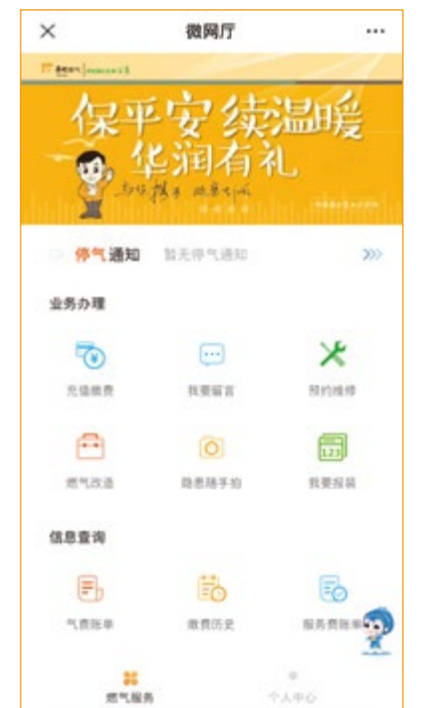 微网厅
保平安 续温暖
华润有礼
停气通知 暂无停气通知
业务办理
充值缴费 我要留言 预约维修
燃气改造 隐患随手拍 我要报装
123
信息查询
气费账单 缴费历史 服务费账单
燃气服务 个人中心